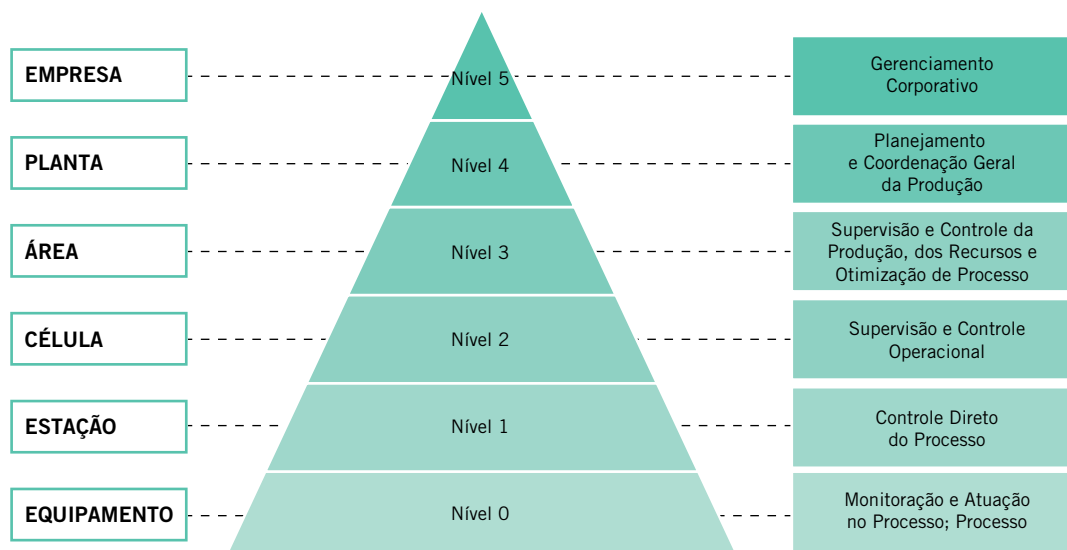 EMPRESA
Nível 5
Gerenciamento
Corporativo
PLANTA
Nível 4
Planejamento
e Coordenação Geral
da Produção
ÁREA
Nível 3
Supervisão e Controle da
Produção, dos Recursos e
Otimização de Processo
CÉLULA
Nível 2
Supervisão e Controle
Operacional
ESTAÇÃO
Nível 1
Controle Direto
do Processo
EQUIPAMENTO
Nível 0
Monitoração e Atuação
no Processo; Processo